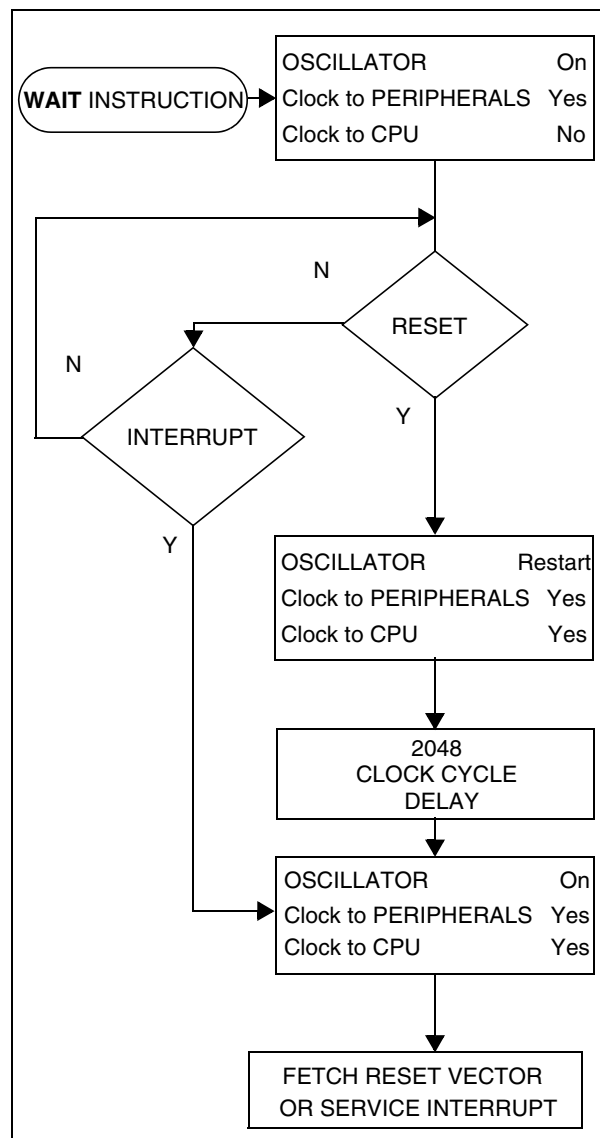 WAIT INSTRUCTION
OSCILLATOR On
Clock to PERIPHERALS Yes
Clock to CPU No
N
RESET
N
Y
INTERRUPT
Y
OSCILLATOR Restart
Clock to PERIPHERALS Yes
Clock to CPU Yes
2048
CLOCK CYCLE
DELAY
OSCILLATOR On
Clock to PERIPHERALS Yes
Clock to CPU Yes
FETCH RESET VECTOR
OR SERVICE INTERRUPT